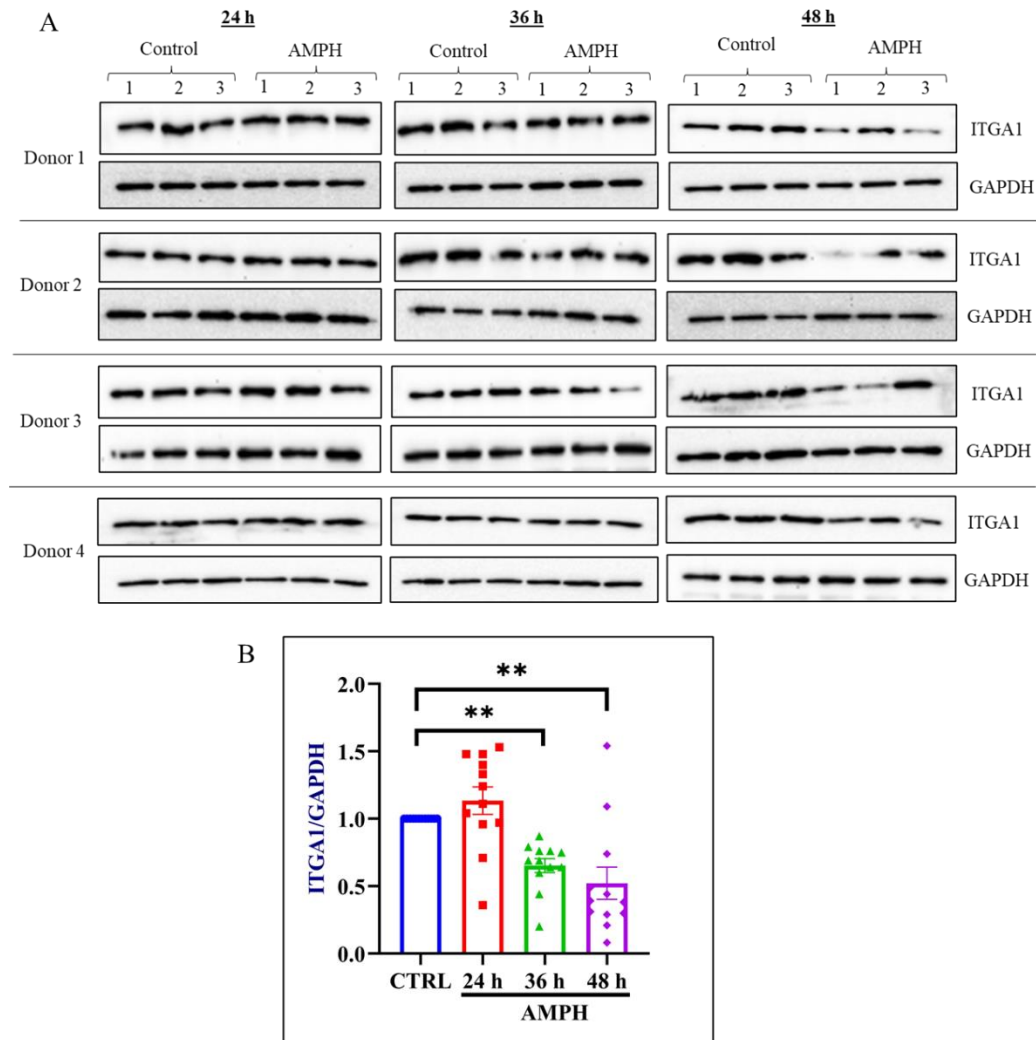 A
24 h 36 h 48 h
Control AMPH Control AMPH Control AMPH
1 2 3 1 2 3 1 2 3 1 2 3 1 2 3 1 2 3
Donor 1
ITGA1
GAPDH
Donor 2
ITGA1
GAPDH
Donor 3
ITGA1
GAPDH
Donor 4
ITGA1
GAPDH
B
ITGA1/GAPDH
2.0
1.5
1.0
0.5
0.0
**
**
CTRL 24 h 36 h 48 h
AMPH